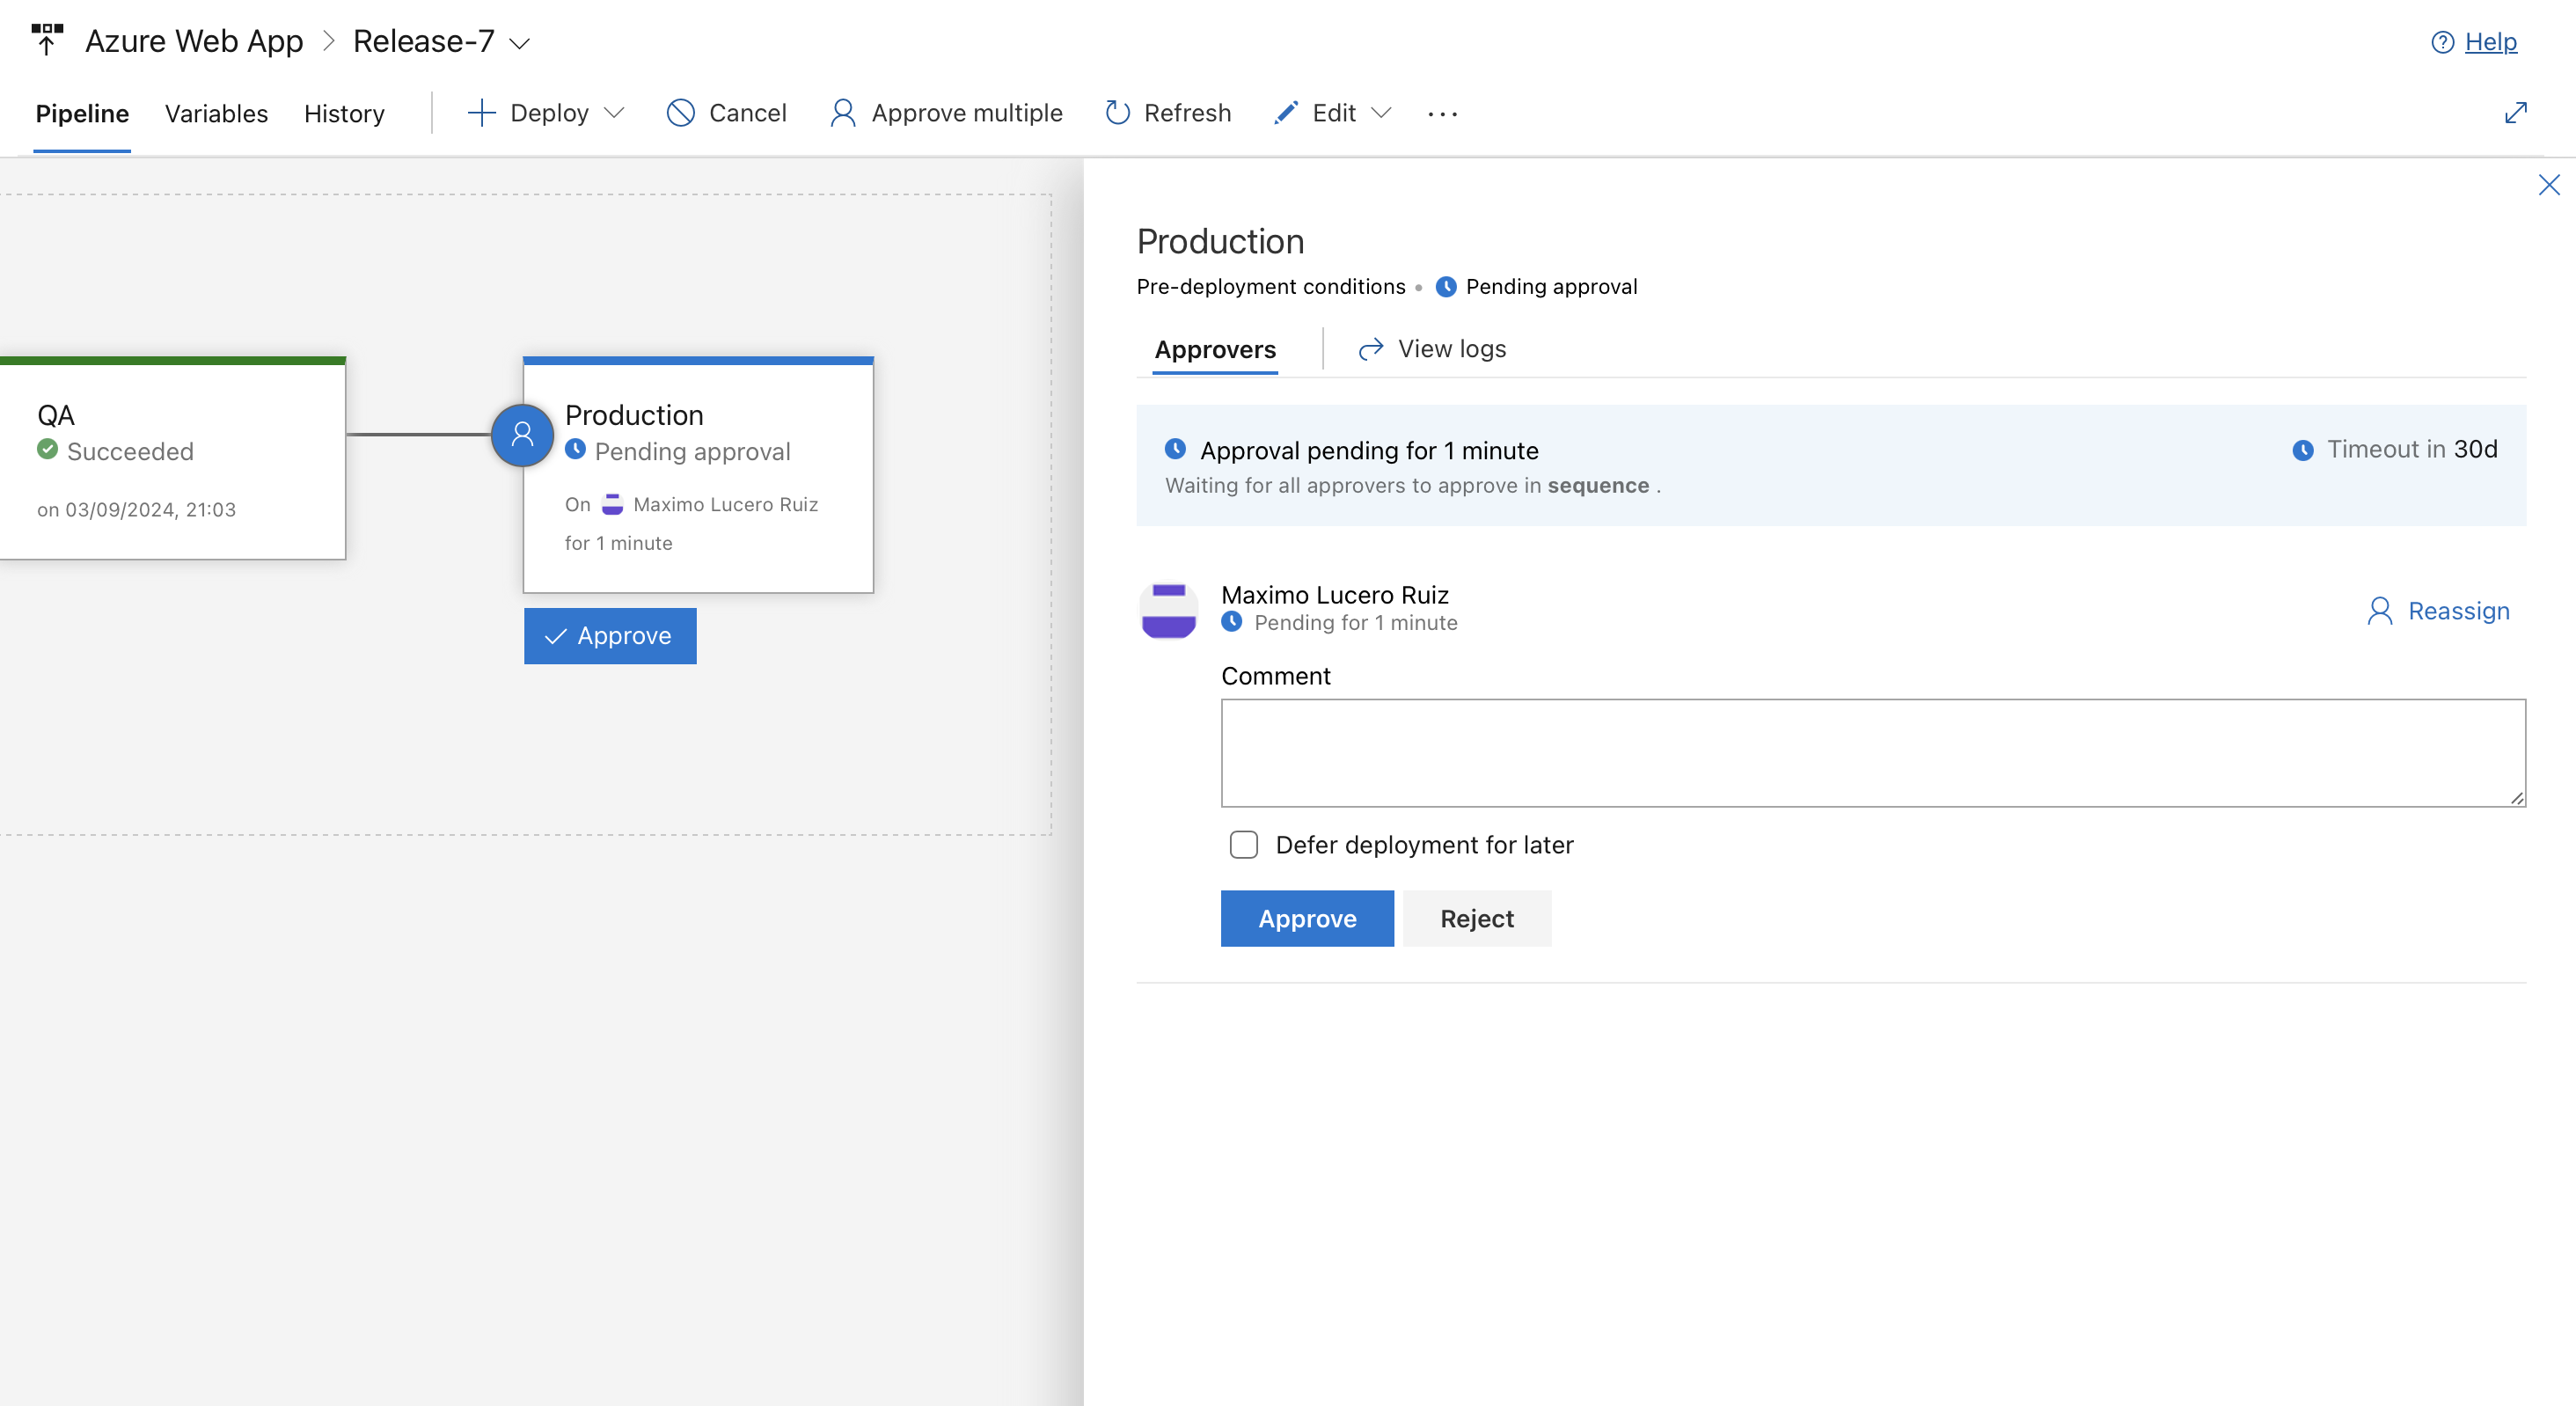 Azure Web App > Release-7
Help
Pipeline Variables History Deploy Cancel Approve multiple Refresh Edit ...
QA
Succeeded
on 03/09/2024, 21:03
Production
Pending approval
On Maximo Lucero Ruiz
for 1 minute
Approve
Production
Pre-deployment conditions • Pending approval
Approvers View logs
Approval pending for 1 minute
Timeout in 30d
Waiting for all approvers to approve in sequence .
Maximo Lucero Ruiz
Pending for 1 minute
Reassign
Comment
Defer deployment for later
Approve Reject